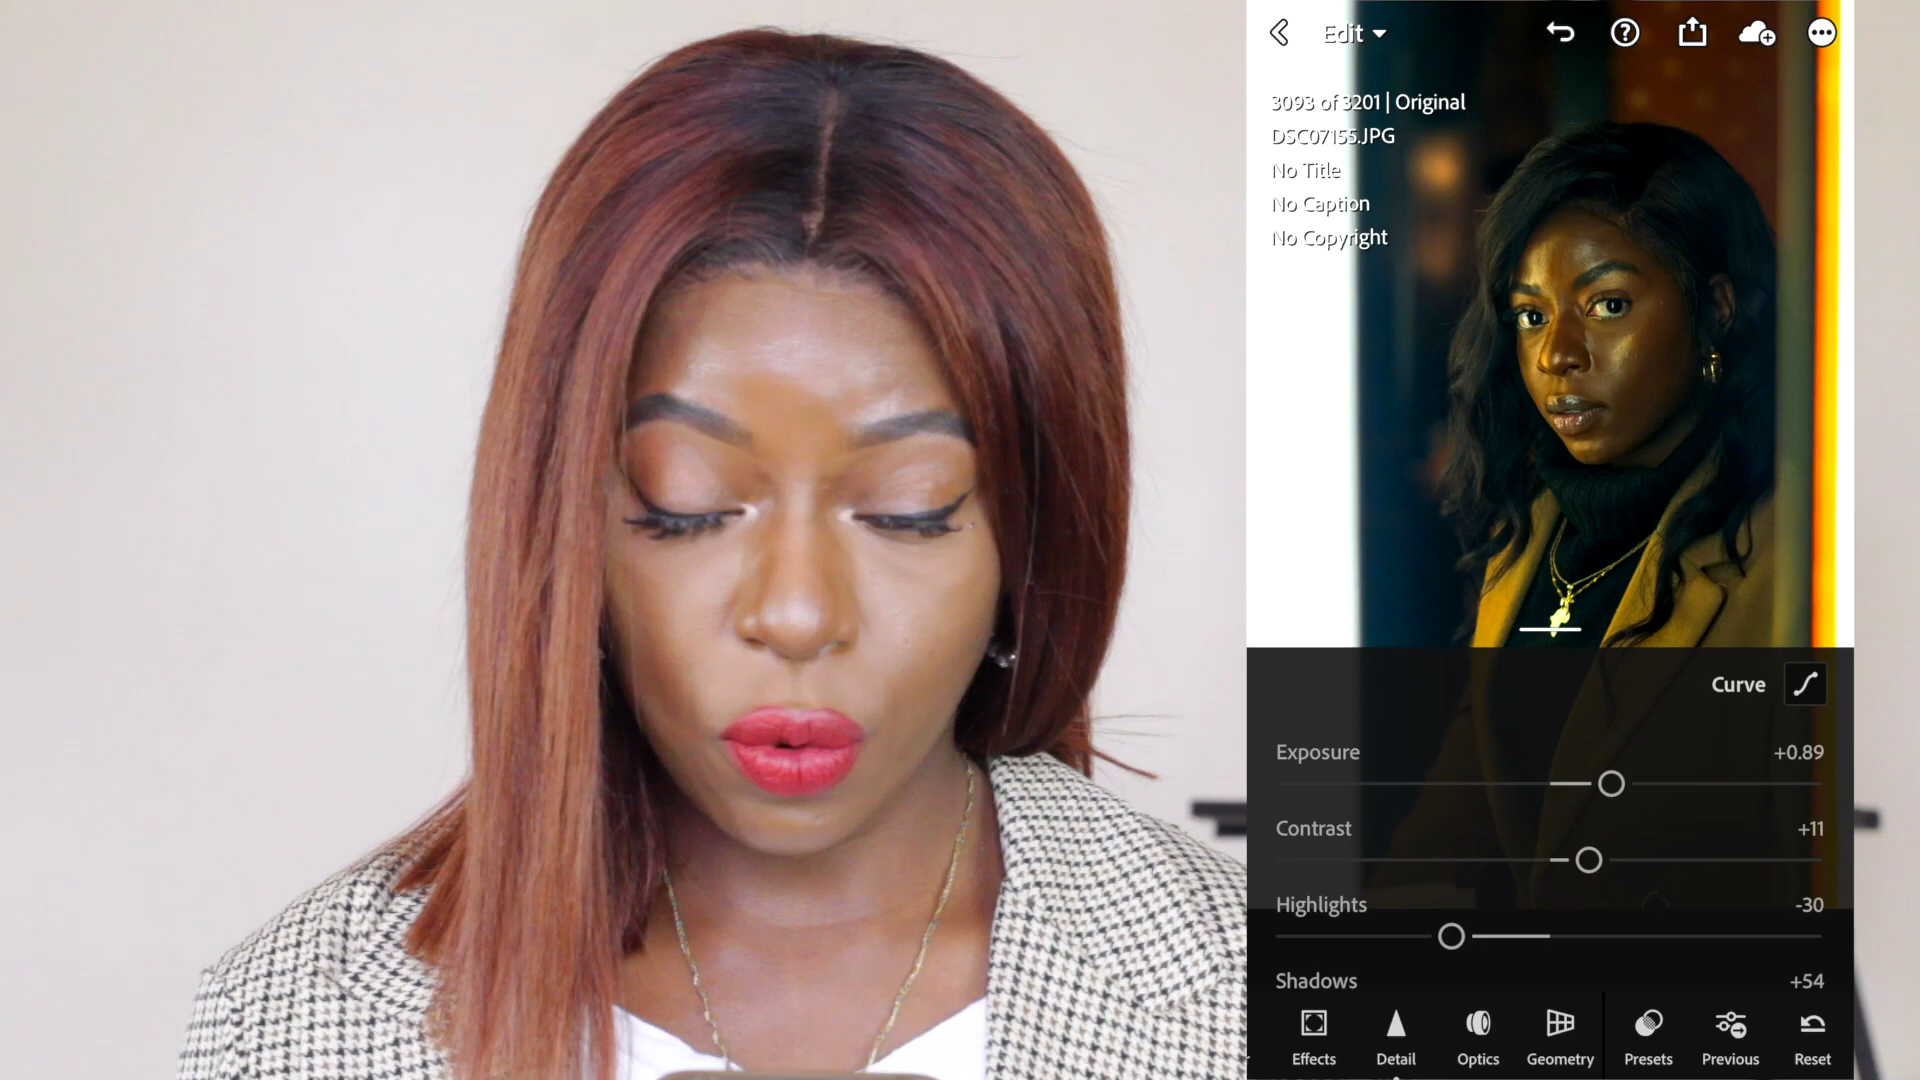 Edit
3093 of 3201 | Original
DSC07155.JPG
No Title
No Caption
No Copyright
Curve
Exposure +0.89
Contrast +11
Highlights -30
Shadows +54
Effects Detail Optics Geometry Presets Previous Reset